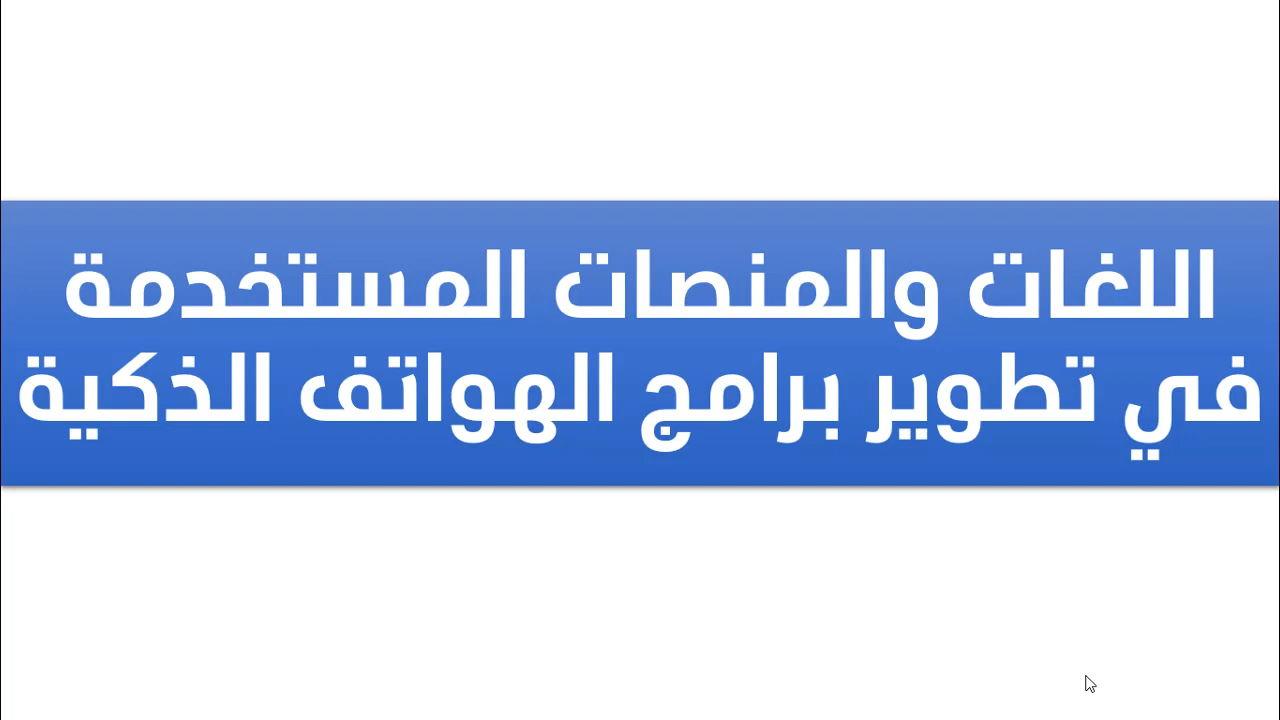 اللغات والمنصات المستخدمة
في تطوير برامج الهواتف الذكية